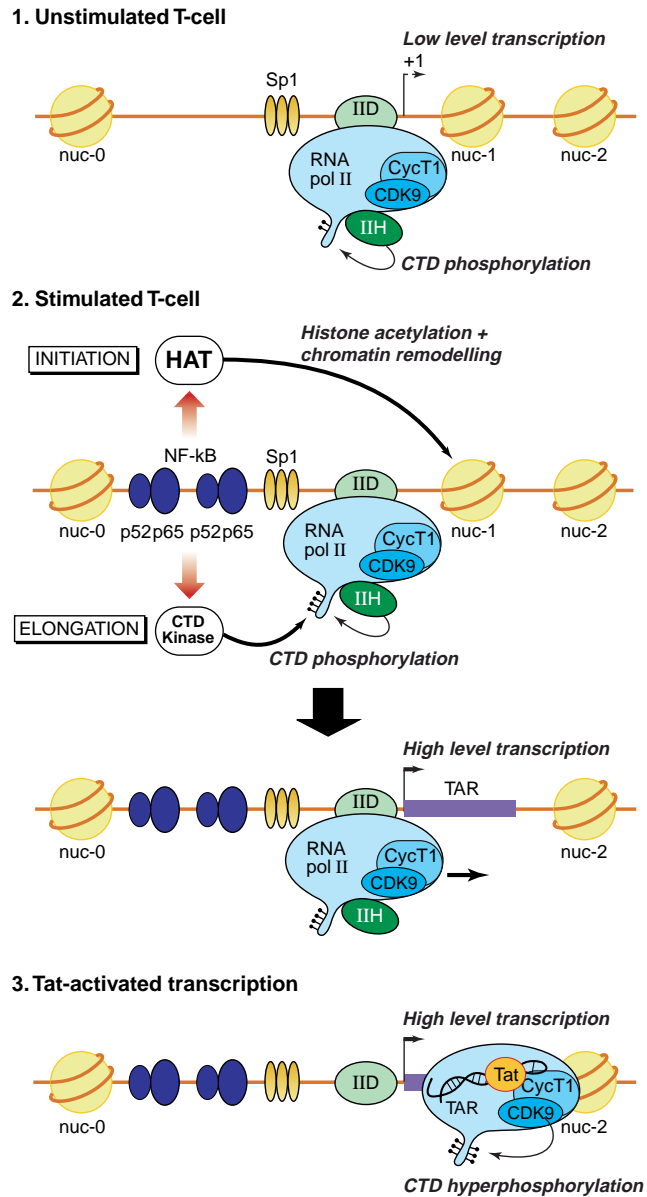 1. Unstimulated T-cell
Low level transcription
+1
Sp1
IID
nuc-0
RNA
pol II
CycT1
CDK9
IIH
nuc-1
nuc-2
CTD phosphorylation
2. Stimulated T-cell
Histone acetylation +
chromatin remodelling
INITIATION
HAT
NF-kB
Sp1
IID
nuc-0
p52p65 p52p65
RNA
pol II
CycT1
CDK9
IIH
nuc-1
nuc-2
ELONGATION
CTD
Kinase
CTD phosphorylation
High level transcription
TAR
IID
nuc-0
RNA
pol II
CycT1
CDK9
IIH
nuc-2
3. Tat-activated transcription
High level transcription
IID
Tat
CycT1
TAR
CDK9
nuc-0
nuc-2
CTD hyperphosphorylation